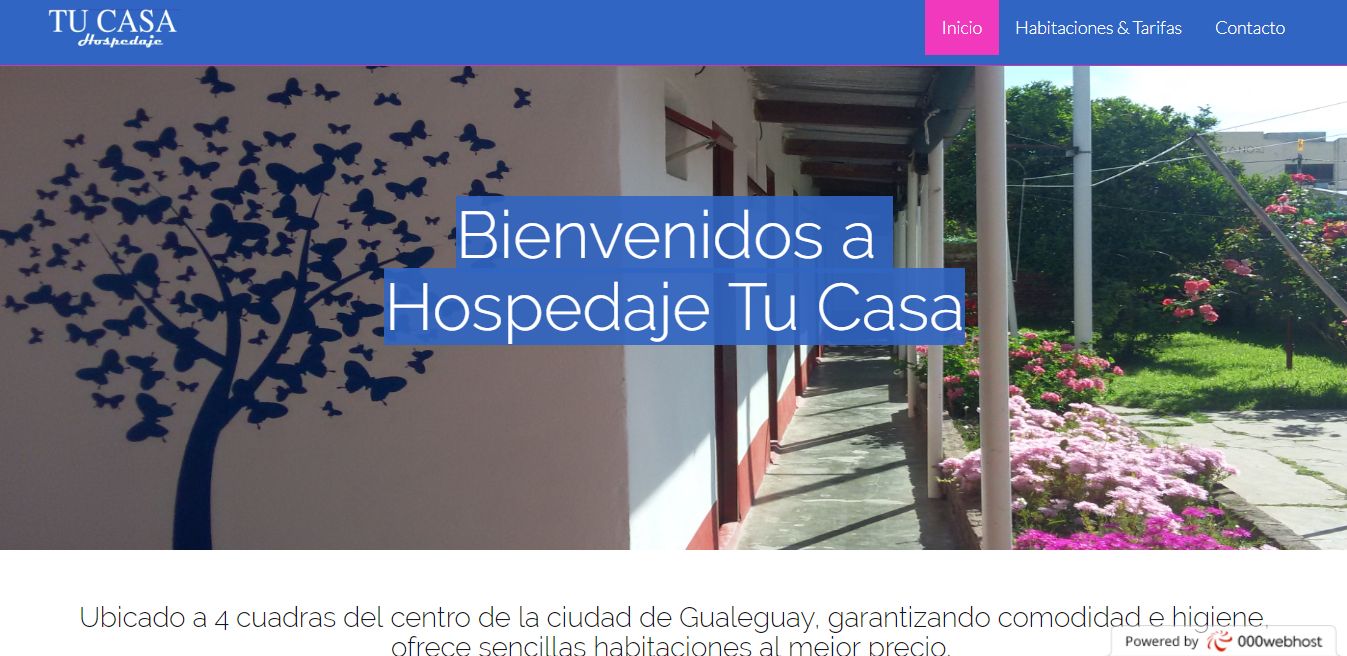 TU CASA
Hospedaje
Inicio
Habitaciones & Tarifas
Contacto
Bienvenidos a
Hospedaje Tu Casa
Ubicado a 4 cuadras del centro de la ciudad de Gualeguay, garantizando comodidad e higiene,
ofrece sencillas habitaciones al mejor precio.
Powered by 000webhost